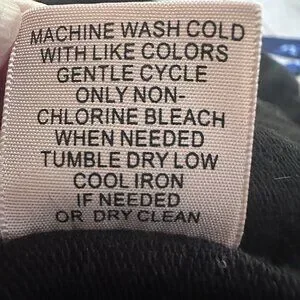 MACHINE WASH COLD
WITH LIKE COLORS
GENTLE CYCLE
ONLY NON-
CHLORINE BLEACH
WHEN NEEDED
TUMBLE DRY LOW
COOL IRON
IF NEEDED
OR DRY CLEAN